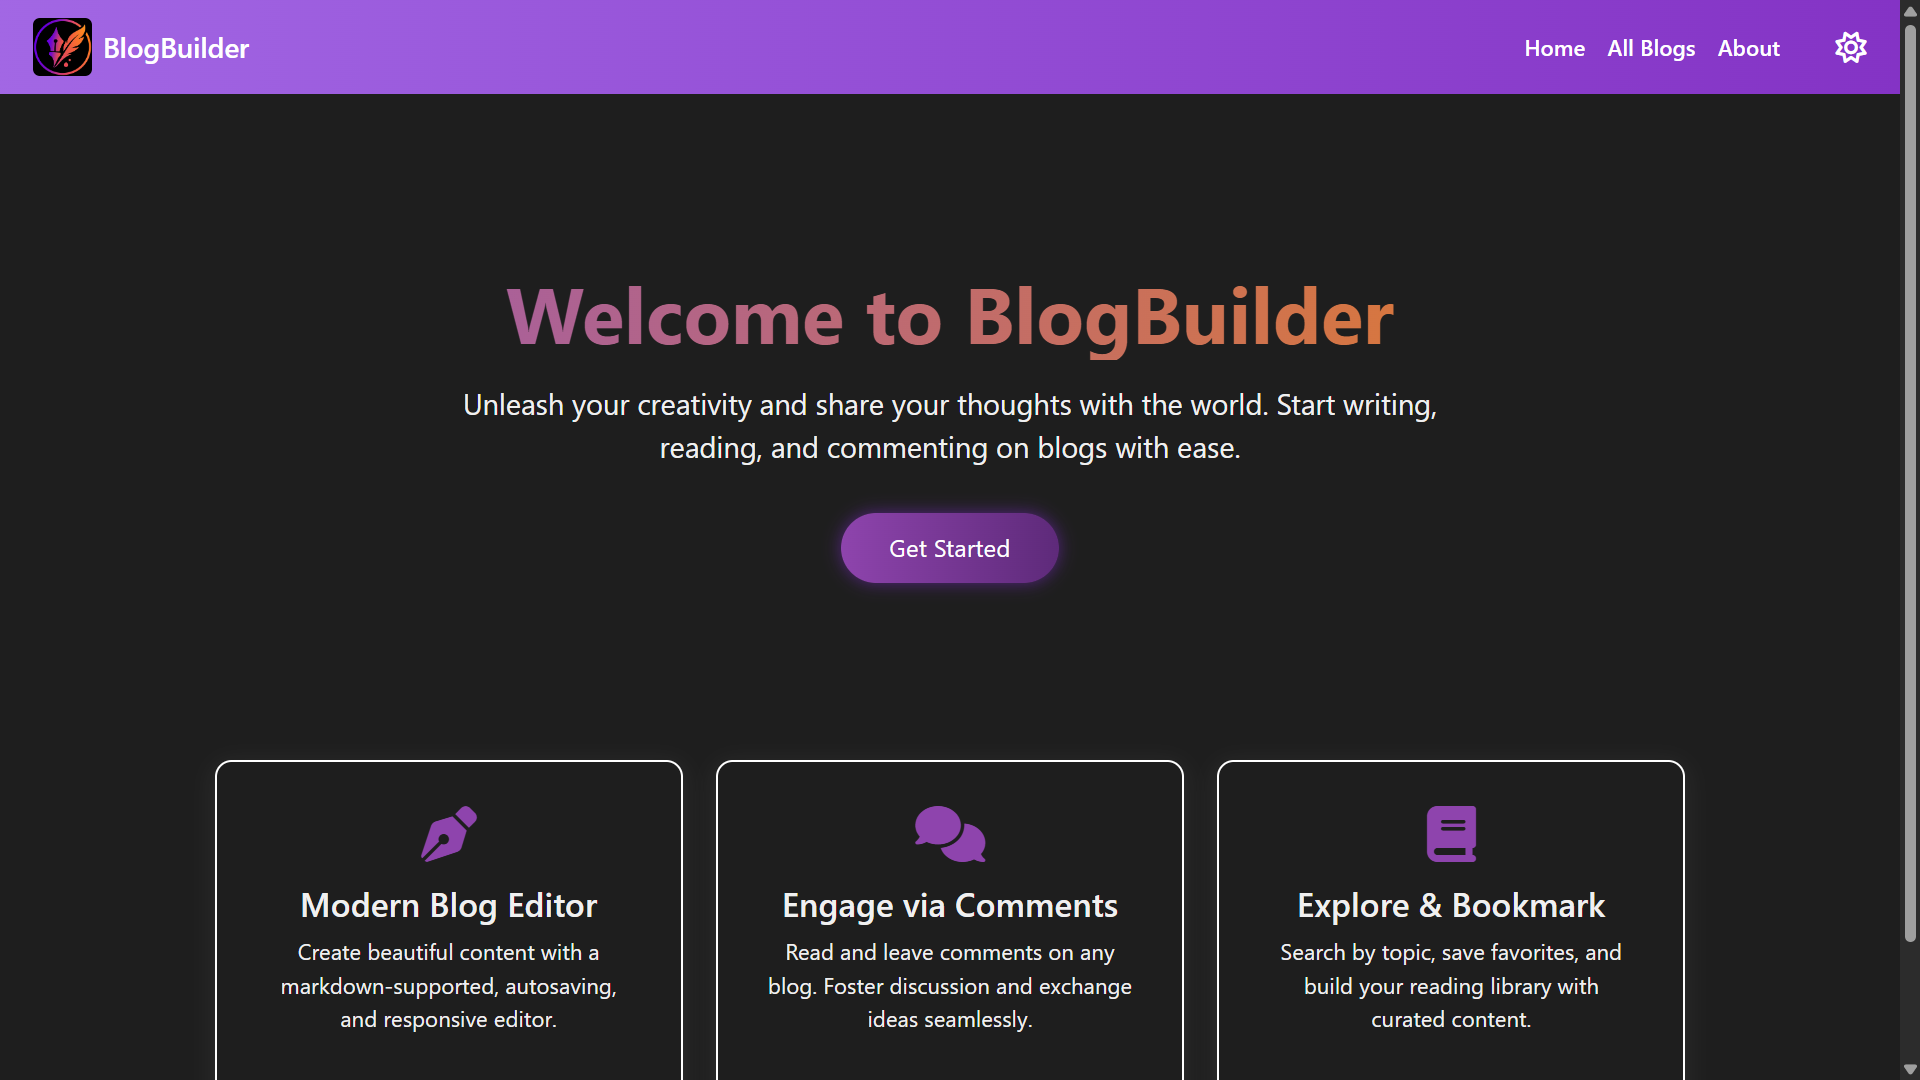 BlogBuilder
Home
All Blogs
About
Welcome to BlogBuilder
Unleash your creativity and share your thoughts with the world. Start writing,
reading, and commenting on blogs with ease.
Get Started
Modern Blog Editor
Create beautiful content with a
markdown-supported, autosaving,
and responsive editor.
Engage via Comments
Read and leave comments on any
blog. Foster discussion and exchange
ideas seamlessly.
Explore & Bookmark
Search by topic, save favorites, and
build your reading library with
curated content.